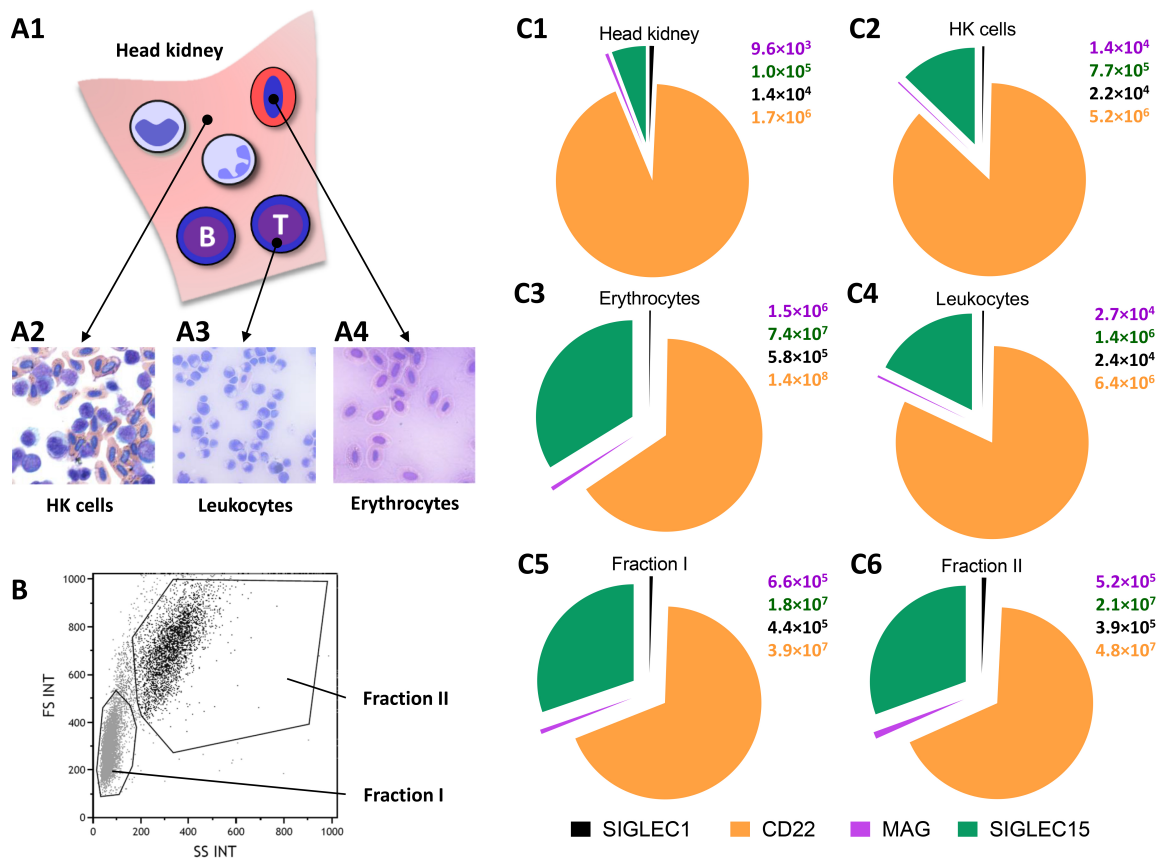 A1
Head kidney
B
T
A2
A3
A4
HK cells
Leukocytes
Erythrocytes
B
1000
800
600
400
200
0
FS INT
0
200
400
600
800
1000
SS INT
Fraction II
Fraction I
C1
Head kidney
9.6×10³
1.0×10⁵
1.4×10⁴
1.7×10⁶
C2
HK cells
1.4×10⁴
7.7×10⁵
2.2×10⁴
5.2×10⁶
C3
Erythrocytes
1.5×10⁶
7.4×10⁷
5.8×10⁵
1.4×10⁸
C4
Leukocytes
2.7×10⁴
1.4×10⁶
2.4×10⁴
6.4×10⁶
C5
Fraction I
6.6×10⁵
1.8×10⁷
4.4×10⁵
3.9×10⁷
C6
Fraction II
5.2×10⁵
2.1×10⁷
3.9×10⁵
4.8×10⁷
SIGLEC1 CD22 MAG SIGLEC15